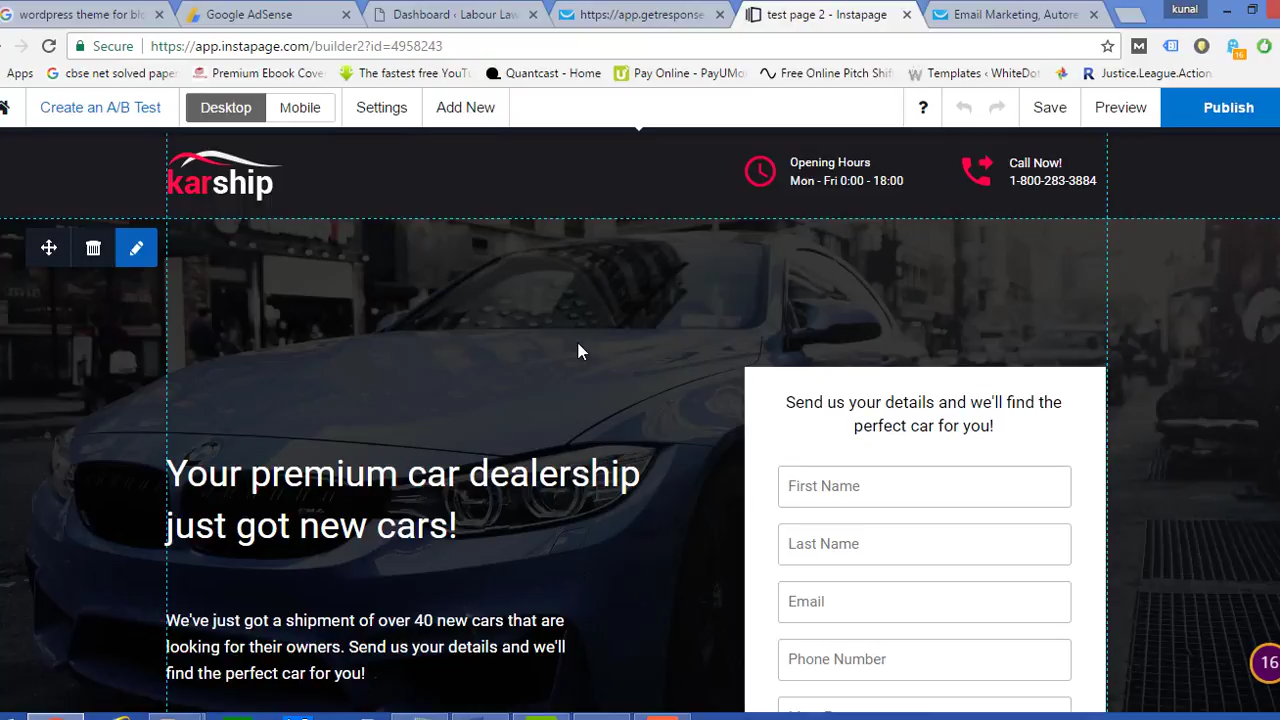 wordpress theme for blo
Google AdSense
Dashboard ‹ Labour Law
https://app.getresponse
test page 2 - Instapage
Email Marketing, Autore
kunal
Secure
https://app.instapage.com/builder2?id=4958243
16
Apps
cbse net solved pape
Premium Ebook Cove
The fastest free YouT
Quantcast - Home
Pay Online - PayUMo
Free Online Pitch Shif
Templates ‹ WhiteDo
Justice.League.Action
Create an A/B Test
Desktop
Mobile
Settings
Add New
?
Save
Preview
Publish
karship
Opening Hours
Mon - Fri 0:00 - 18:00
Call Now!
1-800-283-3884
Send us your details and we'll find the
perfect car for you!
Your premium car dealership
just got new cars!
First Name
Last Name
Email
Phone Number
We've just got a shipment of over 40 new cars that are
looking for their owners. Send us your details and we'll
find the perfect car for you!
16